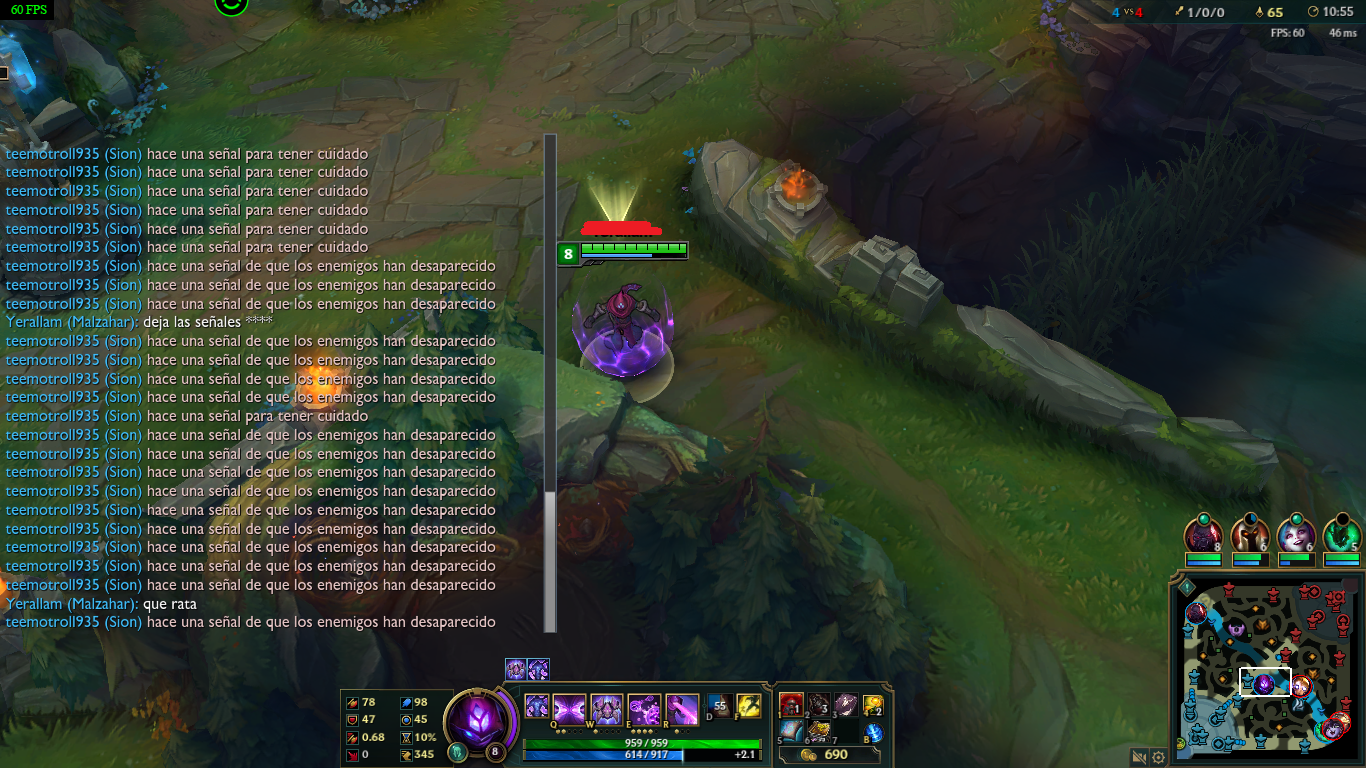 60 FPS
4 vs 4 1/0/0 65 10:55
FPS: 60 46 ms
teemotroll935 (Sion) hace una señal para tener cuidado
teemotroll935 (Sion) hace una señal para tener cuidado
teemotroll935 (Sion) hace una señal para tener cuidado
teemotroll935 (Sion) hace una señal para tener cuidado
teemotroll935 (Sion) hace una señal para tener cuidado
teemotroll935 (Sion) hace una señal para tener cuidado
teemotroll935 (Sion) hace una señal de que los enemigos han desaparecido
teemotroll935 (Sion) hace una señal de que los enemigos han desaparecido
teemotroll935 (Sion) hace una señal de que los enemigos han desaparecido
Yerallam (Malzahar): deja las señales ****
teemotroll935 (Sion) hace una señal de que los enemigos han desaparecido
teemotroll935 (Sion) hace una señal de que los enemigos han desaparecido
teemotroll935 (Sion) hace una señal de que los enemigos han desaparecido
teemotroll935 (Sion) hace una señal de que los enemigos han desaparecido
teemotroll935 (Sion) hace una señal para tener cuidado
teemotroll935 (Sion) hace una señal de que los enemigos han desaparecido
teemotroll935 (Sion) hace una señal de que los enemigos han desaparecido
teemotroll935 (Sion) hace una señal de que los enemigos han desaparecido
teemotroll935 (Sion) hace una señal de que los enemigos han desaparecido
teemotroll935 (Sion) hace una señal de que los enemigos han desaparecido
teemotroll935 (Sion) hace una señal de que los enemigos han desaparecido
teemotroll935 (Sion) hace una señal de que los enemigos han desaparecido
teemotroll935 (Sion) hace una señal de que los enemigos han desaparecido
teemotroll935 (Sion) hace una señal de que los enemigos han desaparecido
Yerallam (Malzahar): que rata
teemotroll935 (Sion) hace una señal de que los enemigos han desaparecido
8
8 6 6 5
78 98
47 45
0.68 10%
0 345
8
Q W E R D 55 F
959 / 959
614 / 917 +2.1
1 2 3 3 4 2
5 6 7 B
690